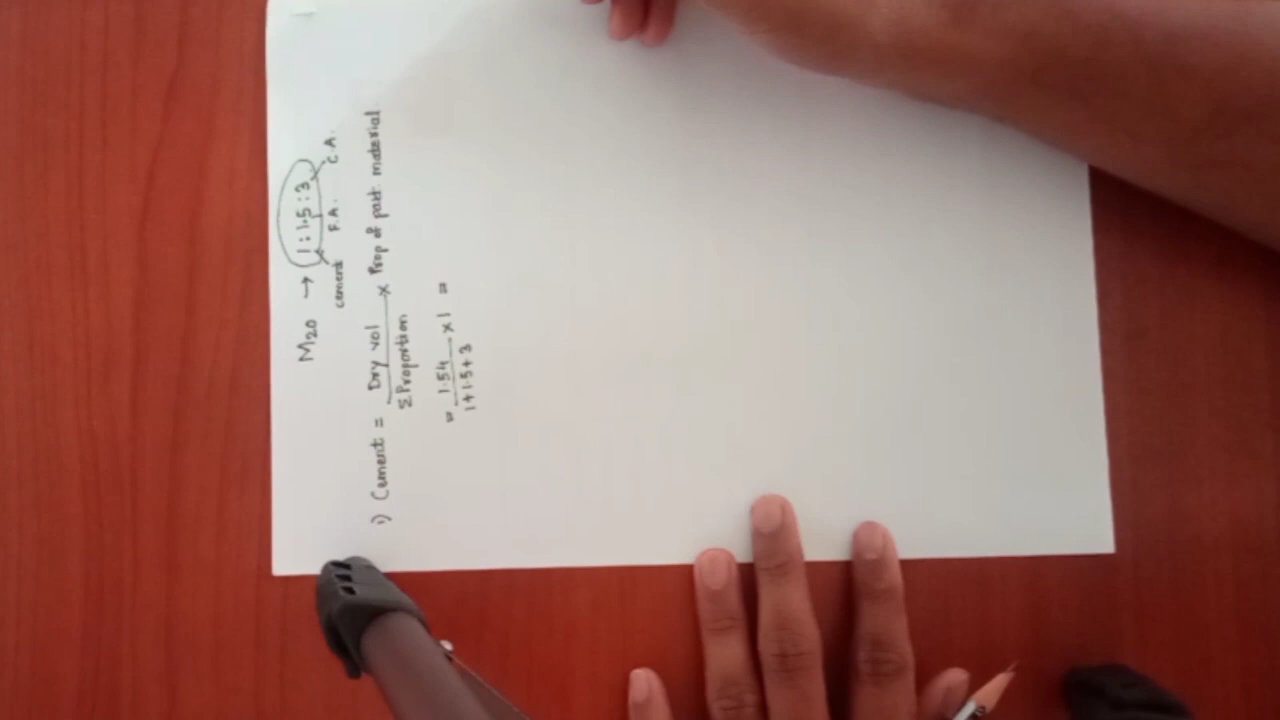 M20 → 1 : 1.5 : 3
cement F.A. C.A.
1) Cement = Dry vol / Σ Proportion × Prop of part. material
= 1.54 / 1+1.5+3 × 1 =